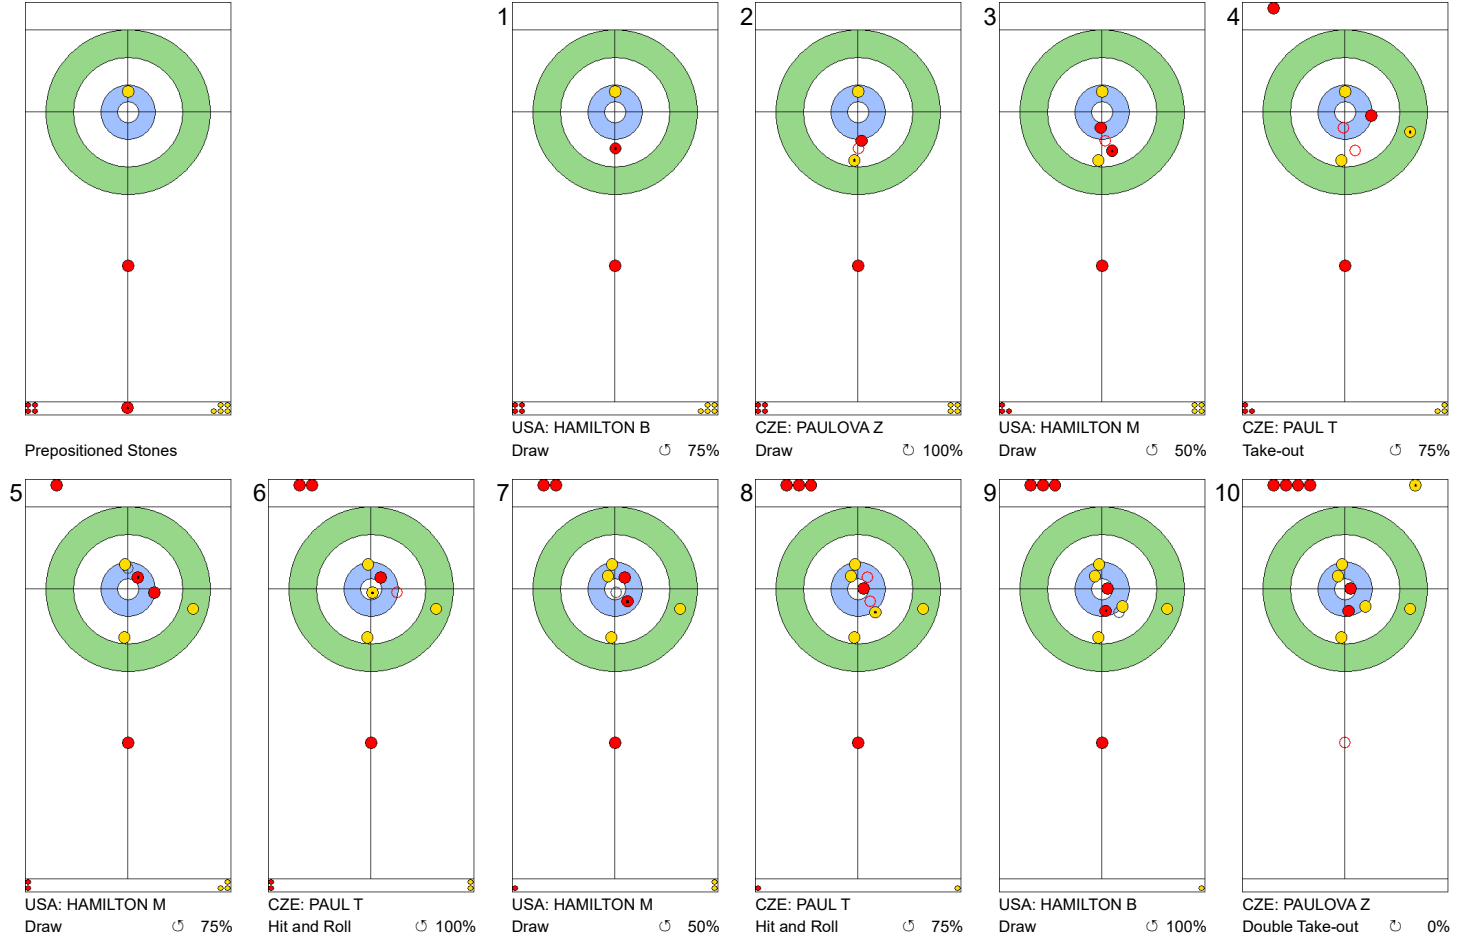 1
2
3
4
Prepositioned Stones
USA: HAMILTON B
Draw 75%
CZE: PAULOVA Z
Draw 100%
USA: HAMILTON M
Draw 50%
CZE: PAUL T
Take-out 75%
5
6
7
8
9
10
USA: HAMILTON M
Draw 75%
CZE: PAUL T
Hit and Roll 100%
USA: HAMILTON M
Draw 50%
CZE: PAUL T
Hit and Roll 75%
USA: HAMILTON B
Draw 100%
CZE: PAULOVA Z
Double Take-out 0%